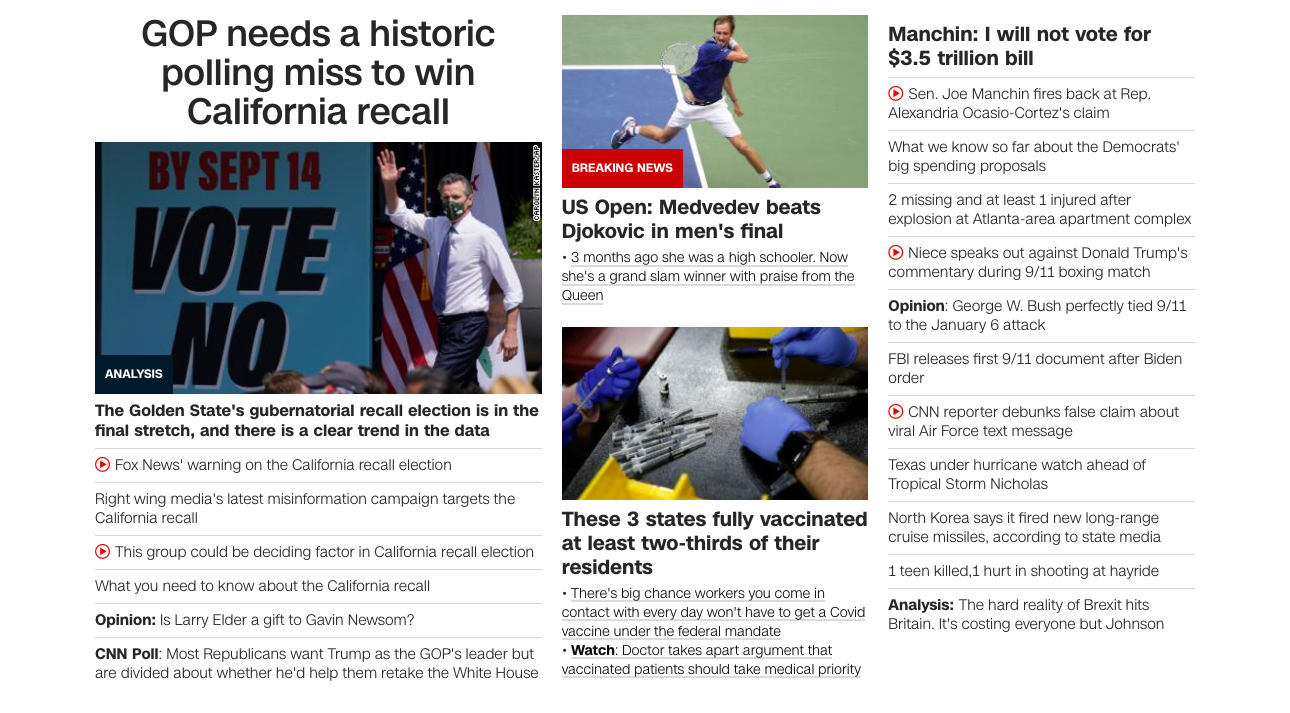 GOP needs a historic
polling miss to win
California recall
BY SEPT 14
VOTE
NO
CAROLYN KASTER/AP
ANALYSIS
The Golden State's gubernatorial recall election is in the
final stretch, and there is a clear trend in the data
Fox News' warning on the California recall election
Right wing media's latest misinformation campaign targets the
California recall
This group could be deciding factor in California recall election
What you need to know about the California recall
Opinion: Is Larry Elder a gift to Gavin Newsom?
CNN Poll: Most Republicans want Trump as the GOP's leader but
are divided about whether he'd help them retake the White House
BREAKING NEWS
US Open: Medvedev beats
Djokovic in men's final
• 3 months ago she was a high schooler. Now
she's a grand slam winner with praise from the
Queen
These 3 states fully vaccinated
at least two-thirds of their
residents
• There's big chance workers you come in
contact with every day won't have to get a Covid
vaccine under the federal mandate
• Watch: Doctor takes apart argument that
vaccinated patients should take medical priority
Manchin: I will not vote for
$3.5 trillion bill
Sen. Joe Manchin fires back at Rep.
Alexandria Ocasio-Cortez's claim
What we know so far about the Democrats'
big spending proposals
2 missing and at least 1 injured after
explosion at Atlanta-area apartment complex
Niece speaks out against Donald Trump's
commentary during 9/11 boxing match
Opinion: George W. Bush perfectly tied 9/11
to the January 6 attack
FBI releases first 9/11 document after Biden
order
CNN reporter debunks false claim about
viral Air Force text message
Texas under hurricane watch ahead of
Tropical Storm Nicholas
North Korea says it fired new long-range
cruise missiles, according to state media
1 teen killed,1 hurt in shooting at hayride
Analysis: The hard reality of Brexit hits
Britain. It's costing everyone but Johnson